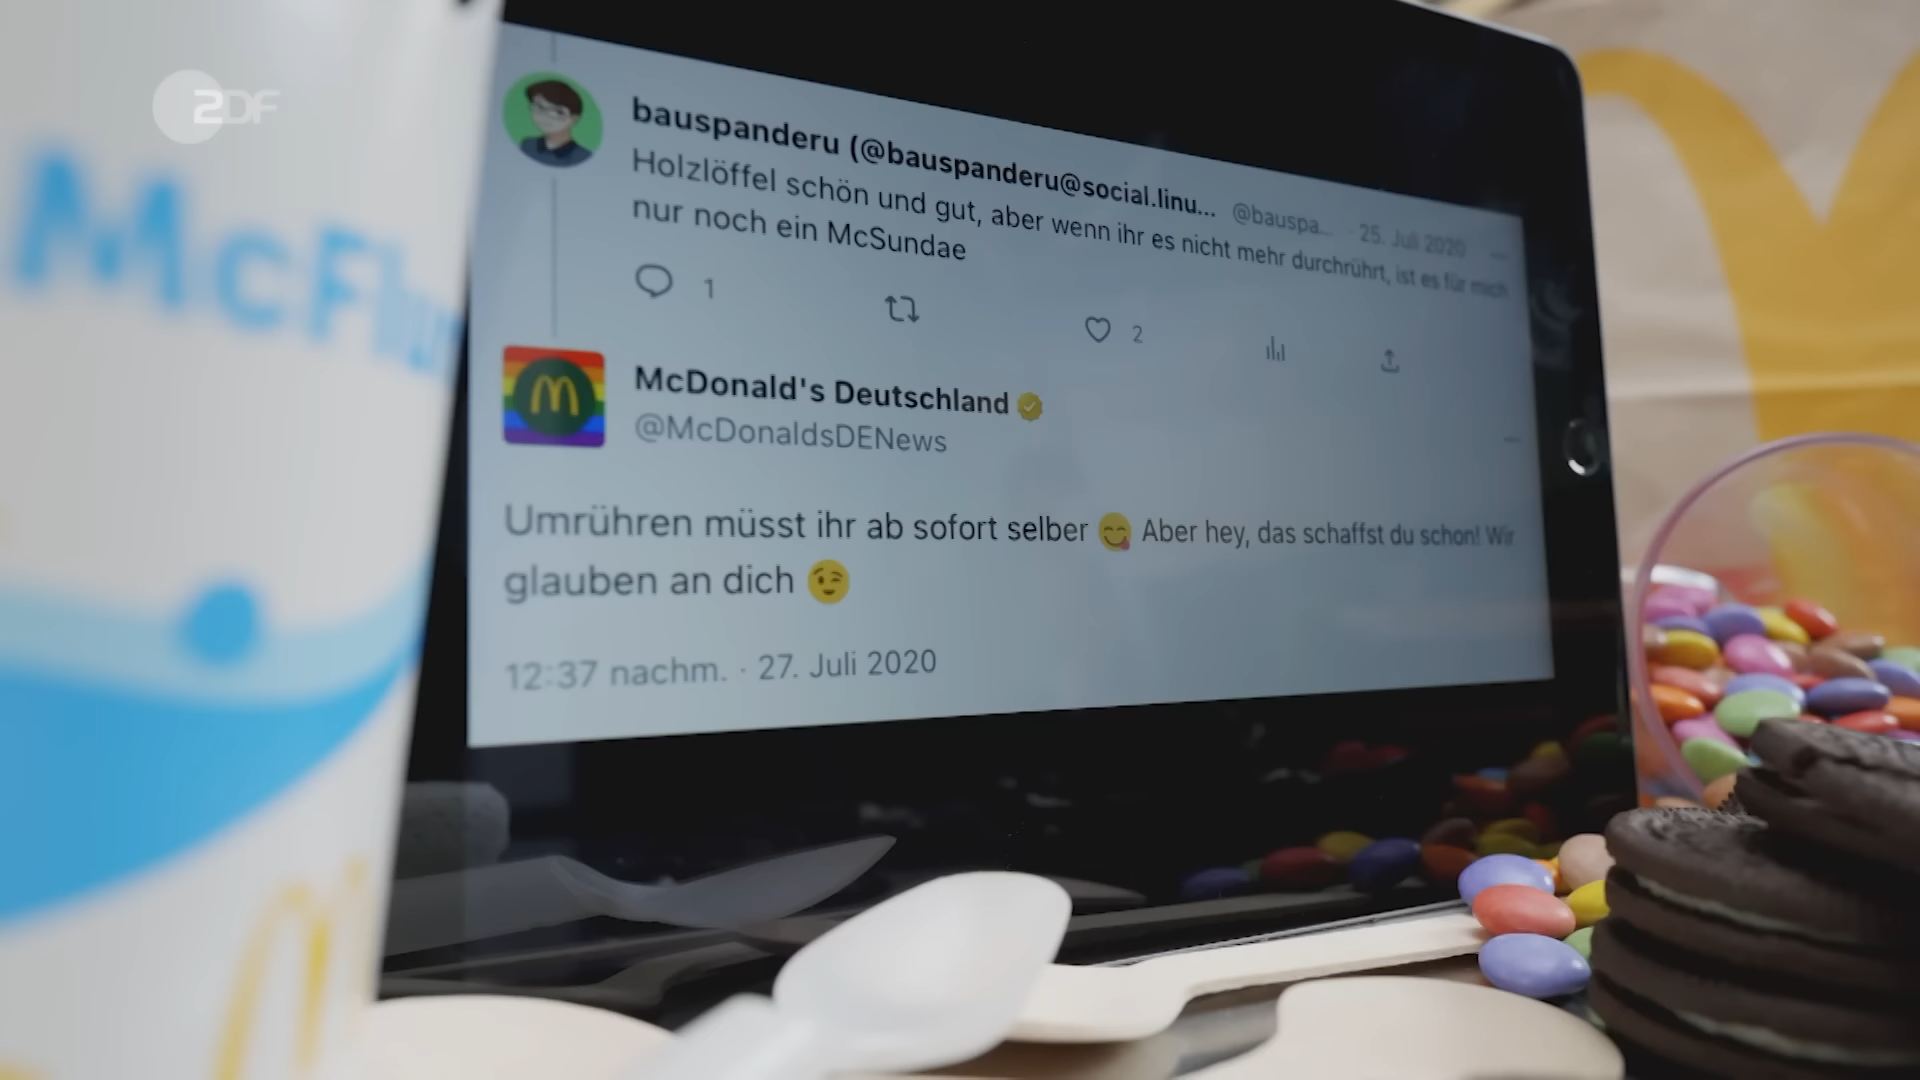 ZDF
McFlu
bauspanderu (@bauspanderu@social.linu... @bauspa... · 25. Juli 2020
Holzlöffel schön und gut, aber wenn ihr es nicht mehr durchrührt, ist es für mich
nur noch ein McSundae
1
2
McDonald's Deutschland
@McDonaldsDENews
Umrühren müsst ihr ab sofort selber 😋 Aber hey, das schaffst du schon! Wir
glauben an dich 😉
12:37 nachm. · 27. Juli 2020